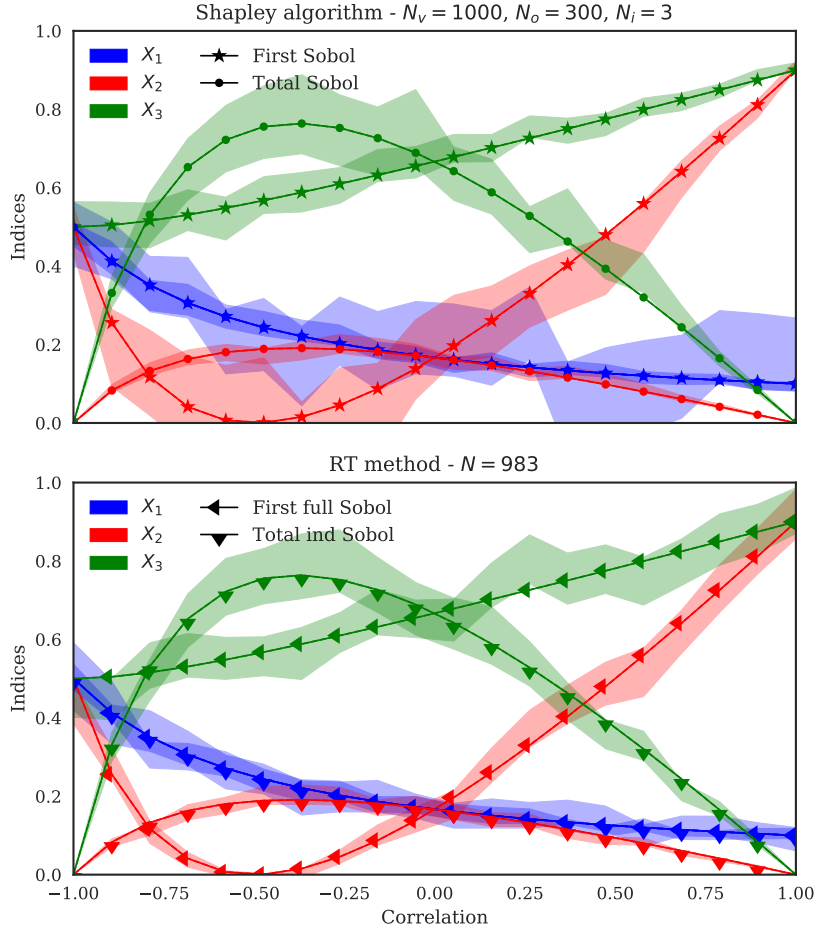 Shapley algorithm - $N_v = 1000$, $N_o = 300$, $N_i = 3$
1.0
0.8
0.6
0.4
0.2
0.0
Indices
$X_1$ First Sobol
$X_2$ Total Sobol
$X_3$
RT method - $N = 983$
1.0
0.8
0.6
0.4
0.2
0.0
Indices
$X_1$ First full Sobol
$X_2$ Total ind Sobol
$X_3$
−1.00 −0.75 −0.50 −0.25 0.00 0.25 0.50 0.75 1.00
Correlation